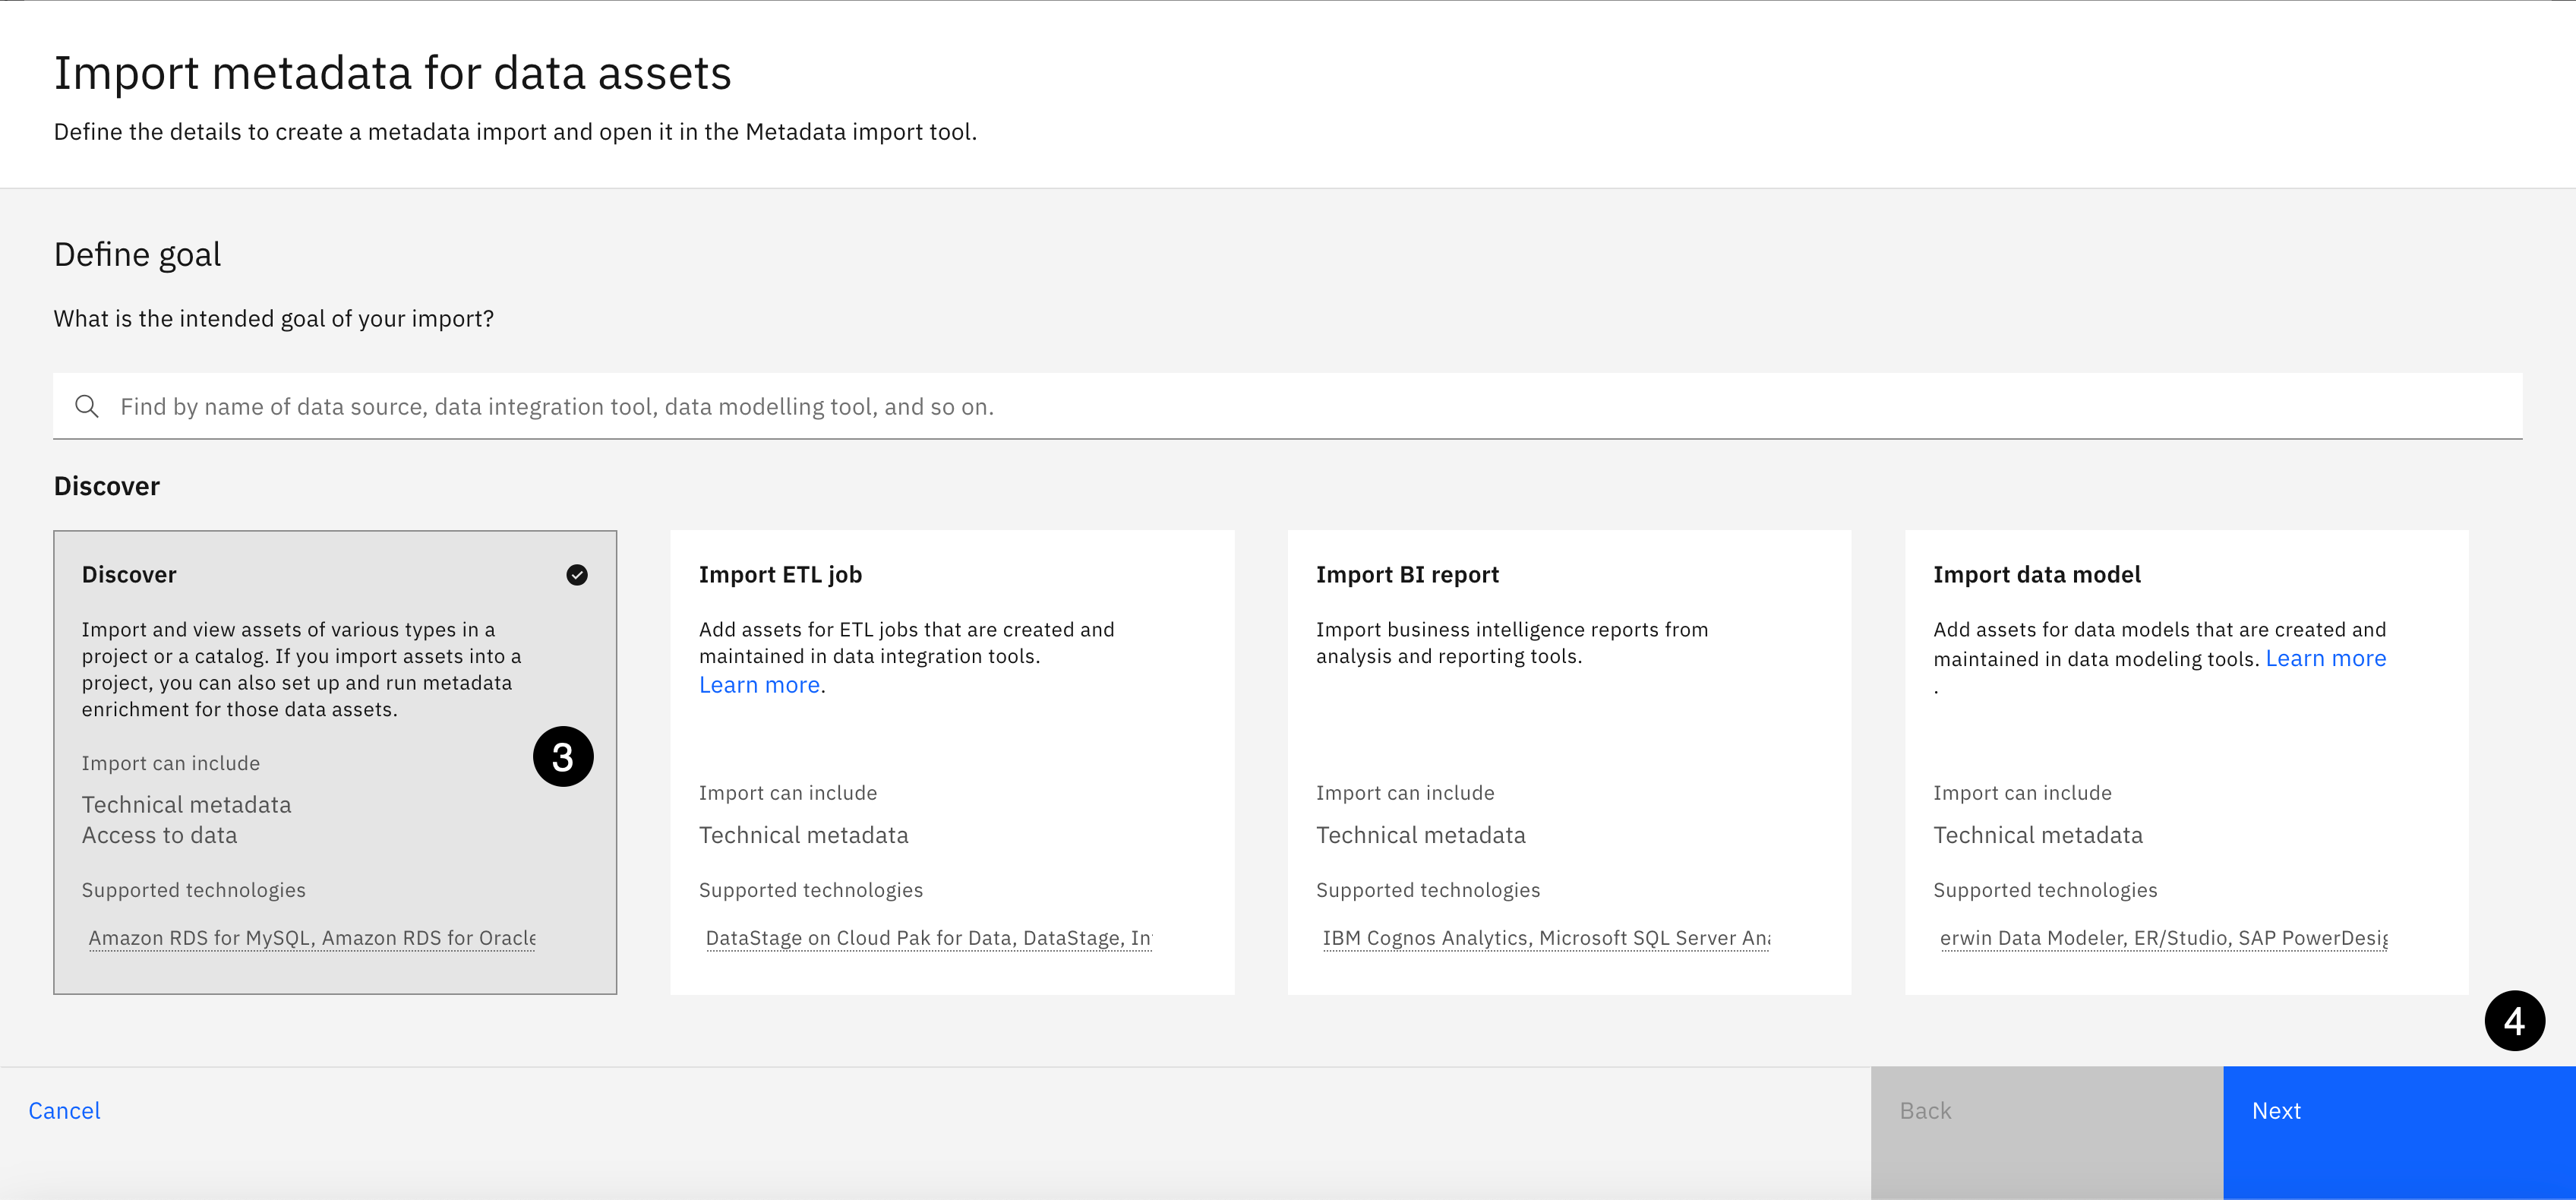 Import metadata for data assets
Define the details to create a metadata import and open it in the Metadata import tool.
Define goal
What is the intended goal of your import?
Find by name of data source, data integration tool, data modelling tool, and so on.
Discover
Discover
Import and view assets of various types in a
project or a catalog. If you import assets into a
project, you can also set up and run metadata
enrichment for those data assets.
3
Import can include
Technical metadata
Access to data
Supported technologies
Amazon RDS for MySQL, Amazon RDS for Oracle
Import ETL job
Add assets for ETL jobs that are created and
maintained in data integration tools.
Learn more.
Import can include
Technical metadata
Supported technologies
DataStage on Cloud Pak for Data, DataStage, In
Import BI report
Import business intelligence reports from
analysis and reporting tools.
Import can include
Technical metadata
Supported technologies
IBM Cognos Analytics, Microsoft SQL Server Ana
Import data model
Add assets for data models that are created and
maintained in data modeling tools. Learn more
.
Import can include
Technical metadata
Supported technologies
erwin Data Modeler, ER/Studio, SAP PowerDesig
4
Cancel
Back
Next